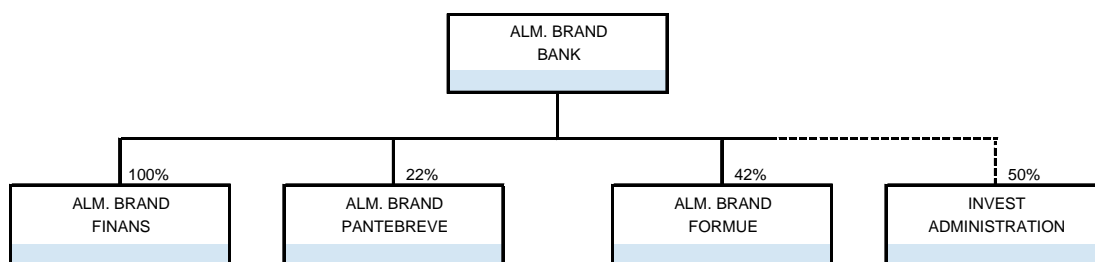 ALM. BRAND
BANK
100%
22%
42%
50%
ALM. BRAND
FINANS
ALM. BRAND
PANTEBREVE
ALM. BRAND
FORMUE
INVEST
ADMINISTRATION